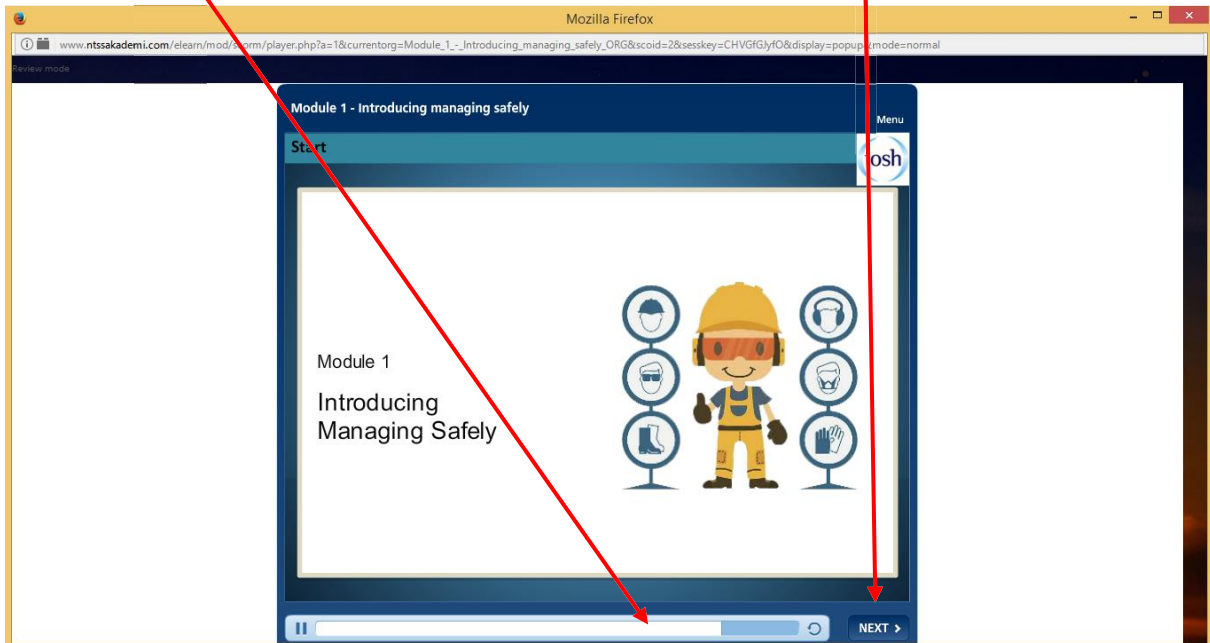 Mozilla Firefox
www.ntssakademi.com/elearn/mod/scorm/player.php?a=1&currentorg=Module_1_-_Introducing_managing_safely_ORG&scoid=2&sesskey=CHVGfGJyfO&display=popup&mode=normal
Review mode
Module 1 - Introducing managing safely
Menu
Start
iosh
Module 1
Introducing
Managing Safely
NEXT >